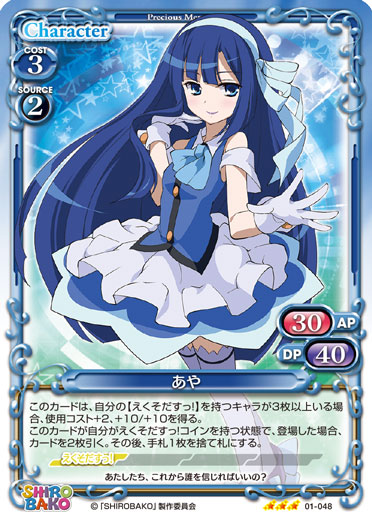 Precious Mem
Character
COST
3
SOURCE
2
30 AP
DP 40
あや
このカードは、自分の【えくそだすっ!】を持つキャラが3枚以上いる場
合、使用コスト+2、+10/+10を得る。
このカードが自分がえくそだすっ!コインを持つ状態で、登場した場合、
カードを2枚引く。その後、手札1枚を捨て札にする。
えくそだすっ!
あたしたち、これから誰を信じればいいの?
SHIRO
BAKO
©「SHIROBAKO」製作委員会
01-048